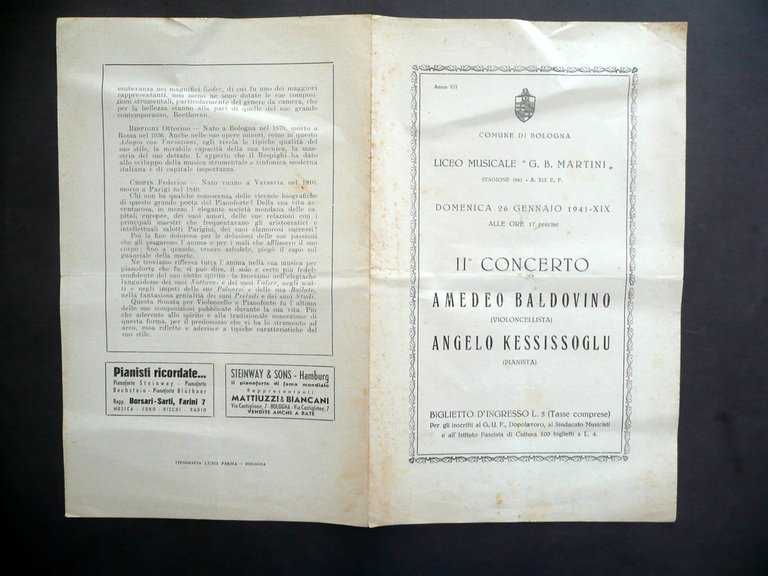 esuberanza nei magnifici lieder, di cui fu uno dei maggiori
rappresentanti, non meno ne sono dotate le sue composi-
zioni strumentali, particolarmente del genere da camera, che
per la bellezza stanno alla pari di quelle del suo grande
contemporaneo, Beethoven.
RESPIGHI Ottorino — Nato a Bologna nel 1879, morto a
Roma nel 1936. Anche nelle sue opere minori, come in questo
Adagio con Variazioni, egli rivela le tipiche qualità del
suo stile, la mirabile capacità della sua tecnica, la mae-
stria del suo dettato. L'apporto che il Respighi ha dato
allo sviluppo della musica strumentale e sinfonica moderna
italiana è di capitale importanza.
CHOPIN Federico — Nato vicino a Varsavia nel 1810,
morto a Parigi nel 1849.
Chi non ha qualche conoscenza delle vicende biografiche
di questo grande poeta del Pianoforte! Della sua vita av-
venturosa, in mezzo l'elegante società mondana delle ca-
pitali europee, dei suoi amori, delle sue relazioni con i
principali maestri che frequentavano gli aristocratici e
intellettuali salotti Parigini, dei suoi clamorosi successi!
Poi la fine dolorosa per le delusioni delle sue passioni
che gli piagarono l'anima e per i mali che afflissero il suo
corpo fino a quando, tenero asfodelo, piegò il capo sul
guanciale della morte.
Ne troviamo riflessa tutta l'anima nella sua musica per
pianoforte che fu, si può dire, il solo e certo più fedel-
confidente del suo eletto spirito; la troviamo nell'elegiache
languidezze dei suoi Notturni e dei suoi Valzer, negli scat-
ti e negli impeti delle sue Polonesi e delle sue Ballate,
nella fantasiosa genialità dei suoi Preludi e dei suoi Studi.
Questa Sonata per Violoncello e Pianoforte fu l'ultima
delle sue composizioni pubblicate durante la sua vita. Più
che aderente allo spirito e alla tradizionale concezione di
questa forma, per il predominio che vi ha lo strumento ad
arco, essa riflette e aderisce a tipiche caratteristiche del
suo stile.
Pianisti ricordate...
Pianoforte Steinway - Pianoforte
Bechstein - Pianoforte Blüthner
Rapp. Borsari-Sarti, Farini 7
MUSICA - FONO - DISCHI - RADIO
STEINWAY & SONS - Hamburg
il pianoforte di fama mondiale
Rappresentanti
MATTIUZZI & BIANCANI
Via Castiglione, 7 - BOLOGNA - Via Castiglione, 7
VENDITE ANCHE A RATE
TIPOGRAFIA LUIGI PARMA - BOLOGNA
Anno VII
COMUNE DI BOLOGNA
LICEO MUSICALE "G. B. MARTINI„
STAGIONE 1941 - A. XIX E. F.
DOMENICA 26 GENNAIO 1941-XIX
ALLE ORE 17 precise
II° CONCERTO
AMEDEO BALDOVINO
(VIOLONCELLISTA)
ANGELO KESSISSOGLU
(PIANISTA)
BIGLIETTO D'INGRESSO L. 5 (Tasse comprese)
Per gli inscritti al G. U. F., Dopolavoro, al Sindacato Musicisti
e all'Istituto Fascista di Cultura 100 biglietti a L. 4.